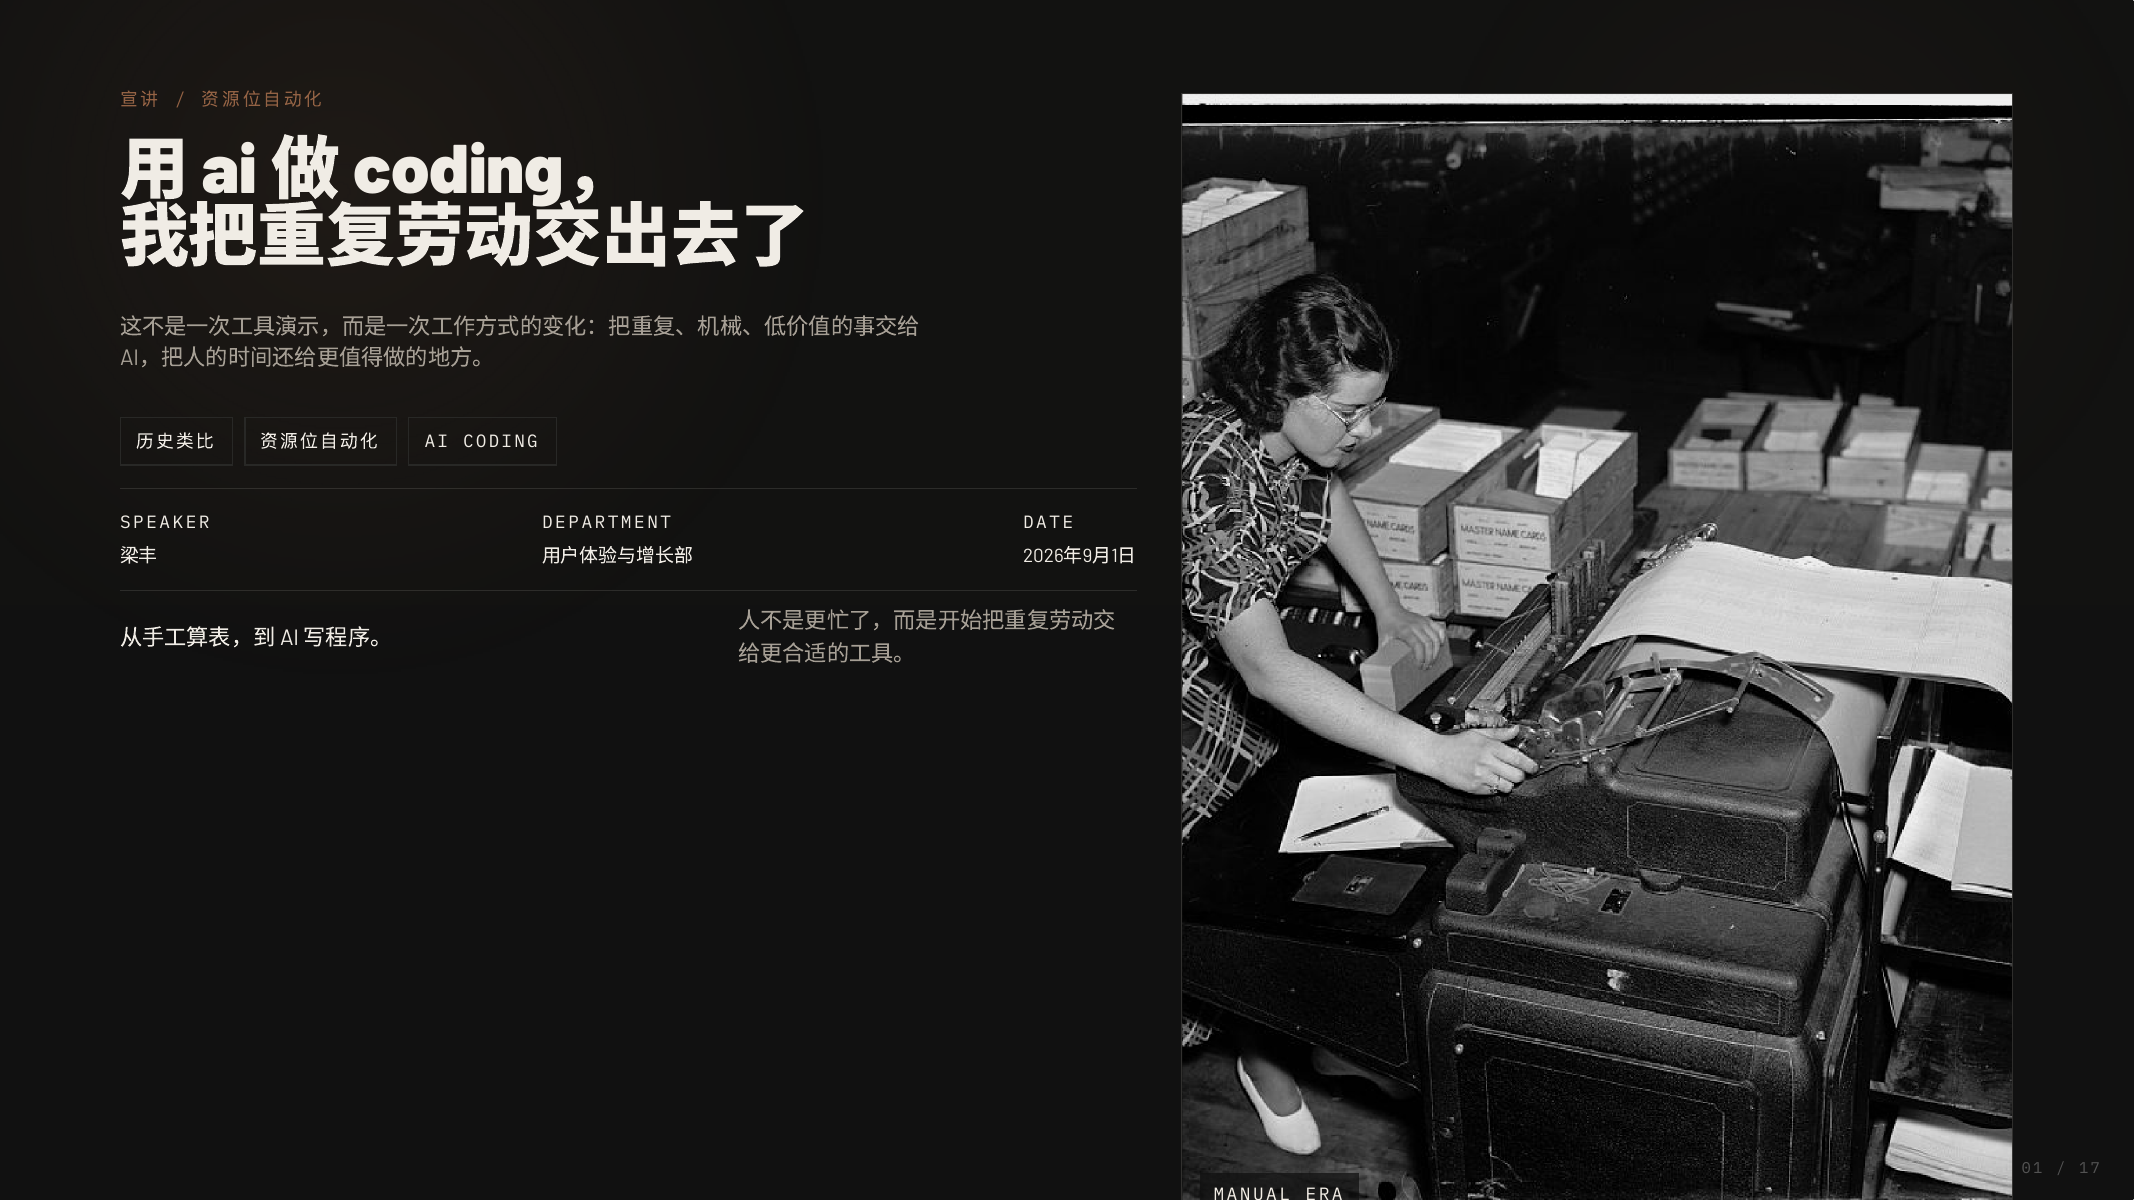 宣讲 / 资源位自动化
用 ai 做 coding，
我把重复劳动交出去了
这不是一次工具演示，而是一次工作方式的变化：把重复、机械、低价值的事交给
AI，把人的时间还给更值得做的地方。
历史类比
资源位自动化
AI CODING
SPEAKER
梁丰
DEPARTMENT
用户体验与增长部
DATE
2026年9月1日
从手工算表，到 AI 写程序。
人不是更忙了，而是开始把重复劳动交
给更合适的工具。
MASTER NAME CARDS
MASTER NAME CARDS
MANUAL ERA
01 / 17